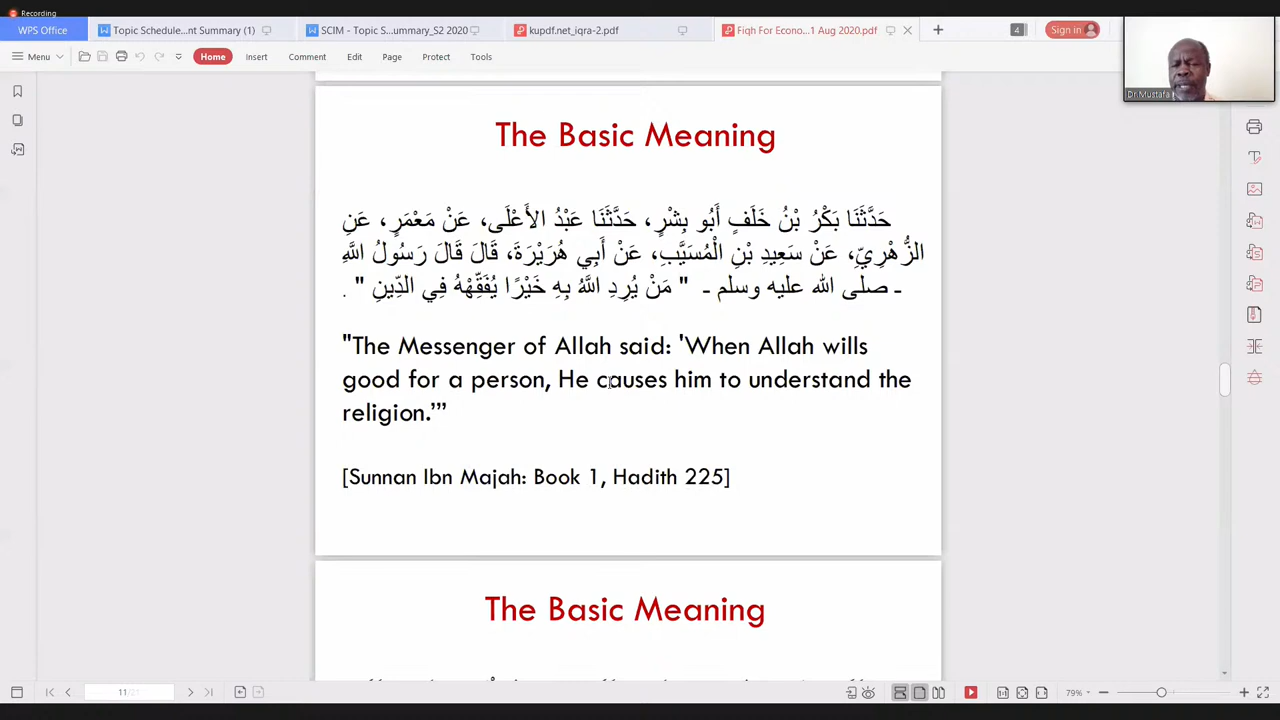 Recording
WPS Office
Topic Schedule...nt Summary (1)
SCIM - Topic S...ummary_S2 2020
kupdf.net_iqra-2.pdf
Fiqh For Econo...1 Aug 2020.pdf
4
Sign in
Menu
Home
Insert
Comment
Edit
Page
Protect
Tools
Dr.Mustafa
The Basic Meaning
حَدَّثَنَا بَكْرُ بْنُ خَلَفٍ أَبُو بِشْرٍ، حَدَّثَنَا عَبْدُ الأَعْلَى، عَنْ مَعْمَرٍ، عَنِ
الزُّهْرِيِّ، عَنْ سَعِيدِ بْنِ الْمُسَيَّبِ، عَنْ أَبِي هُرَيْرَةَ، قَالَ قَالَ رَسُولُ اللَّهِ
ـ صلى الله عليه وسلم ـ " مَنْ يُرِدِ اللَّهُ بِهِ خَيْرًا يُفَقِّهْهُ فِي الدِّينِ " .
"The Messenger of Allah said: 'When Allah wills
good for a person, He causes him to understand the
religion.'"
[Sunnan Ibn Majah: Book 1, Hadith 225]
The Basic Meaning
79%